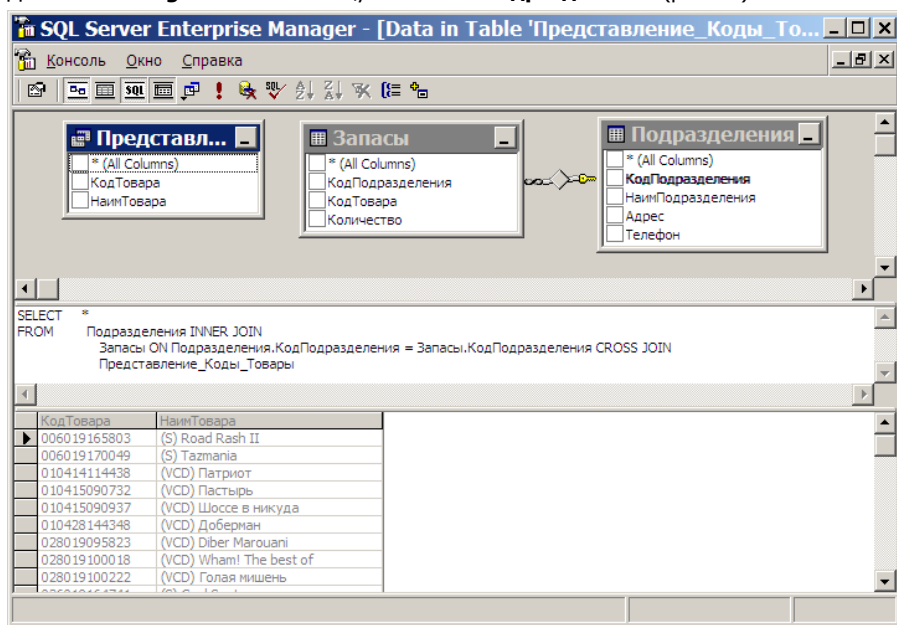 SQL Server Enterprise Manager - [Data in Table 'Представление_Коды_То...
Консоль Окно Справка
SQL SQL
Представл...
* (All Columns)
КодТовара
НаимТовара
Запасы
* (All Columns)
КодПодразделения
КодТовара
Количество
Подразделения
* (All Columns)
КодПодразделения
НаимПодразделения
Адрес
Телефон
SELECT *
FROM Подразделения INNER JOIN
Запасы ON Подразделения.КодПодразделения = Запасы.КодПодразделения CROSS JOIN
Представление_Коды_Товары
КодТовара НаимТовара
006019165803 (S) Road Rash II
006019170049 (S) Tazmania
010414114438 (VCD) Патриот
010415090732 (VCD) Пастырь
010415090937 (VCD) Шоссе в никуда
010428144348 (VCD) Доберман
028019095823 (VCD) Diber Marouani
028019100018 (VCD) Wham! The best of
028019100222 (VCD) Голая мишень